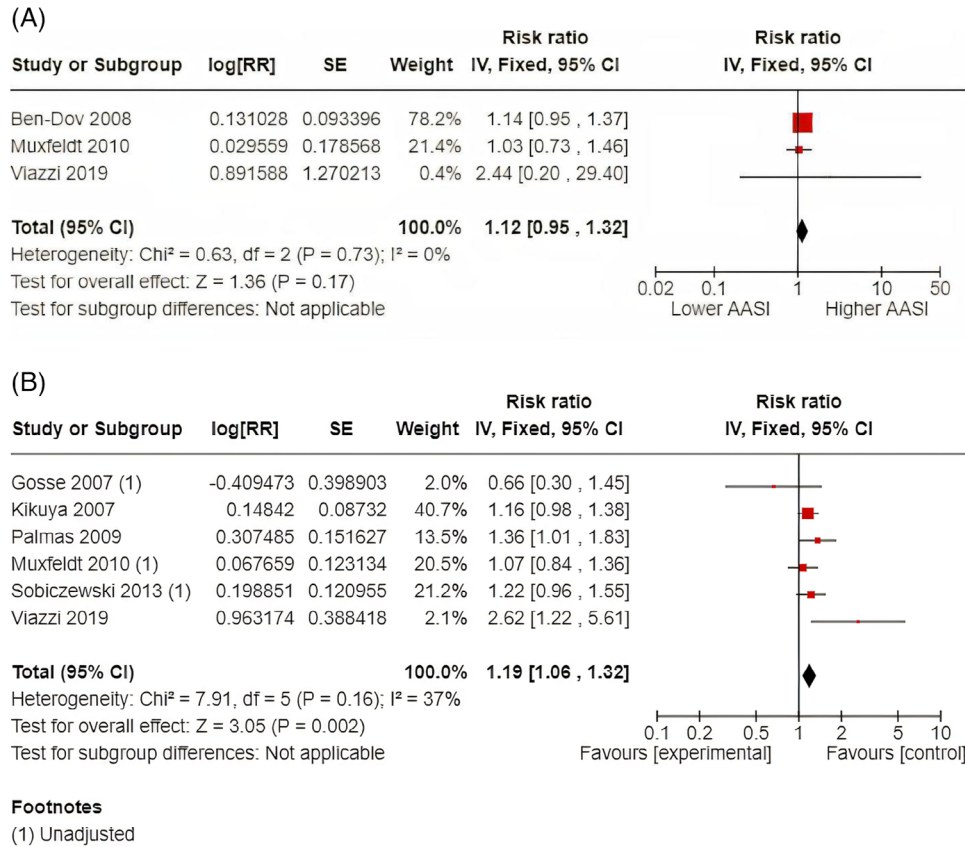 (A)
Risk ratio Risk ratio
Study or Subgroup log[RR] SE Weight IV, Fixed, 95% CI IV, Fixed, 95% CI
Ben-Dov 2008 0.131028 0.093396 78.2% 1.14 [0.95 , 1.37]
Muxfeldt 2010 0.029559 0.178568 21.4% 1.03 [0.73 , 1.46]
Viazzi 2019 0.891588 1.270213 0.4% 2.44 [0.20 , 29.40]
Total (95% CI) 100.0% 1.12 [0.95 , 1.32]
Heterogeneity: Chi² = 0.63, df = 2 (P = 0.73); I² = 0%
Test for overall effect: Z = 1.36 (P = 0.17)
Test for subgroup differences: Not applicable
0.02 0.1 1 10 50
Lower AASI Higher AASI
(B)
Risk ratio Risk ratio
Study or Subgroup log[RR] SE Weight IV, Fixed, 95% CI IV, Fixed, 95% CI
Gosse 2007 (1) -0.409473 0.398903 2.0% 0.66 [0.30 , 1.45]
Kikuya 2007 0.14842 0.08732 40.7% 1.16 [0.98 , 1.38]
Palmas 2009 0.307485 0.151627 13.5% 1.36 [1.01 , 1.83]
Muxfeldt 2010 (1) 0.067659 0.123134 20.5% 1.07 [0.84 , 1.36]
Sobiczewski 2013 (1) 0.198851 0.120955 21.2% 1.22 [0.96 , 1.55]
Viazzi 2019 0.963174 0.388418 2.1% 2.62 [1.22 , 5.61]
Total (95% CI) 100.0% 1.19 [1.06 , 1.32]
Heterogeneity: Chi² = 7.91, df = 5 (P = 0.16); I² = 37%
Test for overall effect: Z = 3.05 (P = 0.002)
Test for subgroup differences: Not applicable
0.1 0.2 0.5 1 2 5 10
Favours [experimental] Favours [control]
Footnotes
(1) Unadjusted